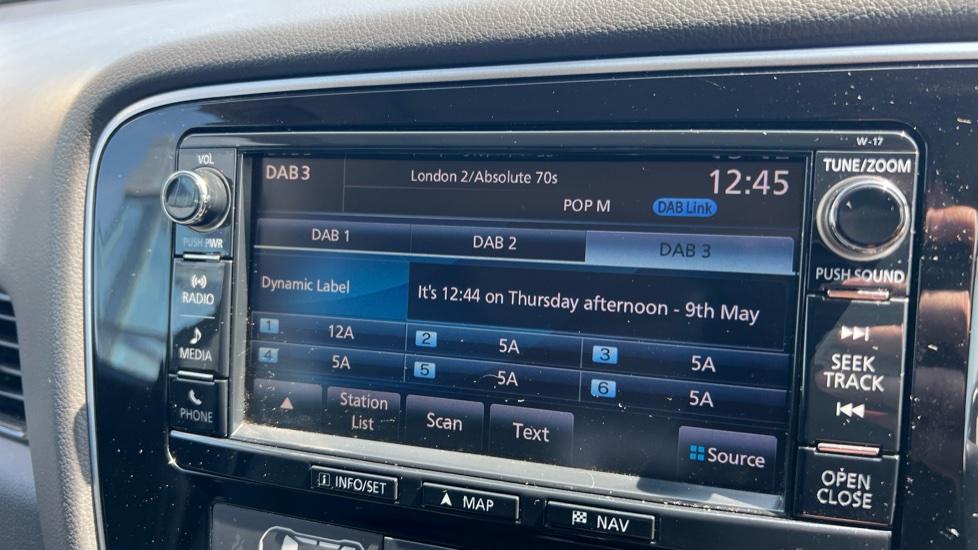 W-17
VOL
PUSH PWR
RADIO
MEDIA
PHONE
DAB3
London 2/Absolute 70s
12:45
POP M
DAB Link
DAB 1
DAB 2
DAB 3
Dynamic Label
It's 12:44 on Thursday afternoon - 9th May
1 12A
2 5A
3 5A
4 5A
5 5A
6 5A
Station List
Scan
Text
Source
TUNE/ZOOM
PUSH SOUND
SEEK
TRACK
OPEN
CLOSE
i INFO/SET
MAP
NAV